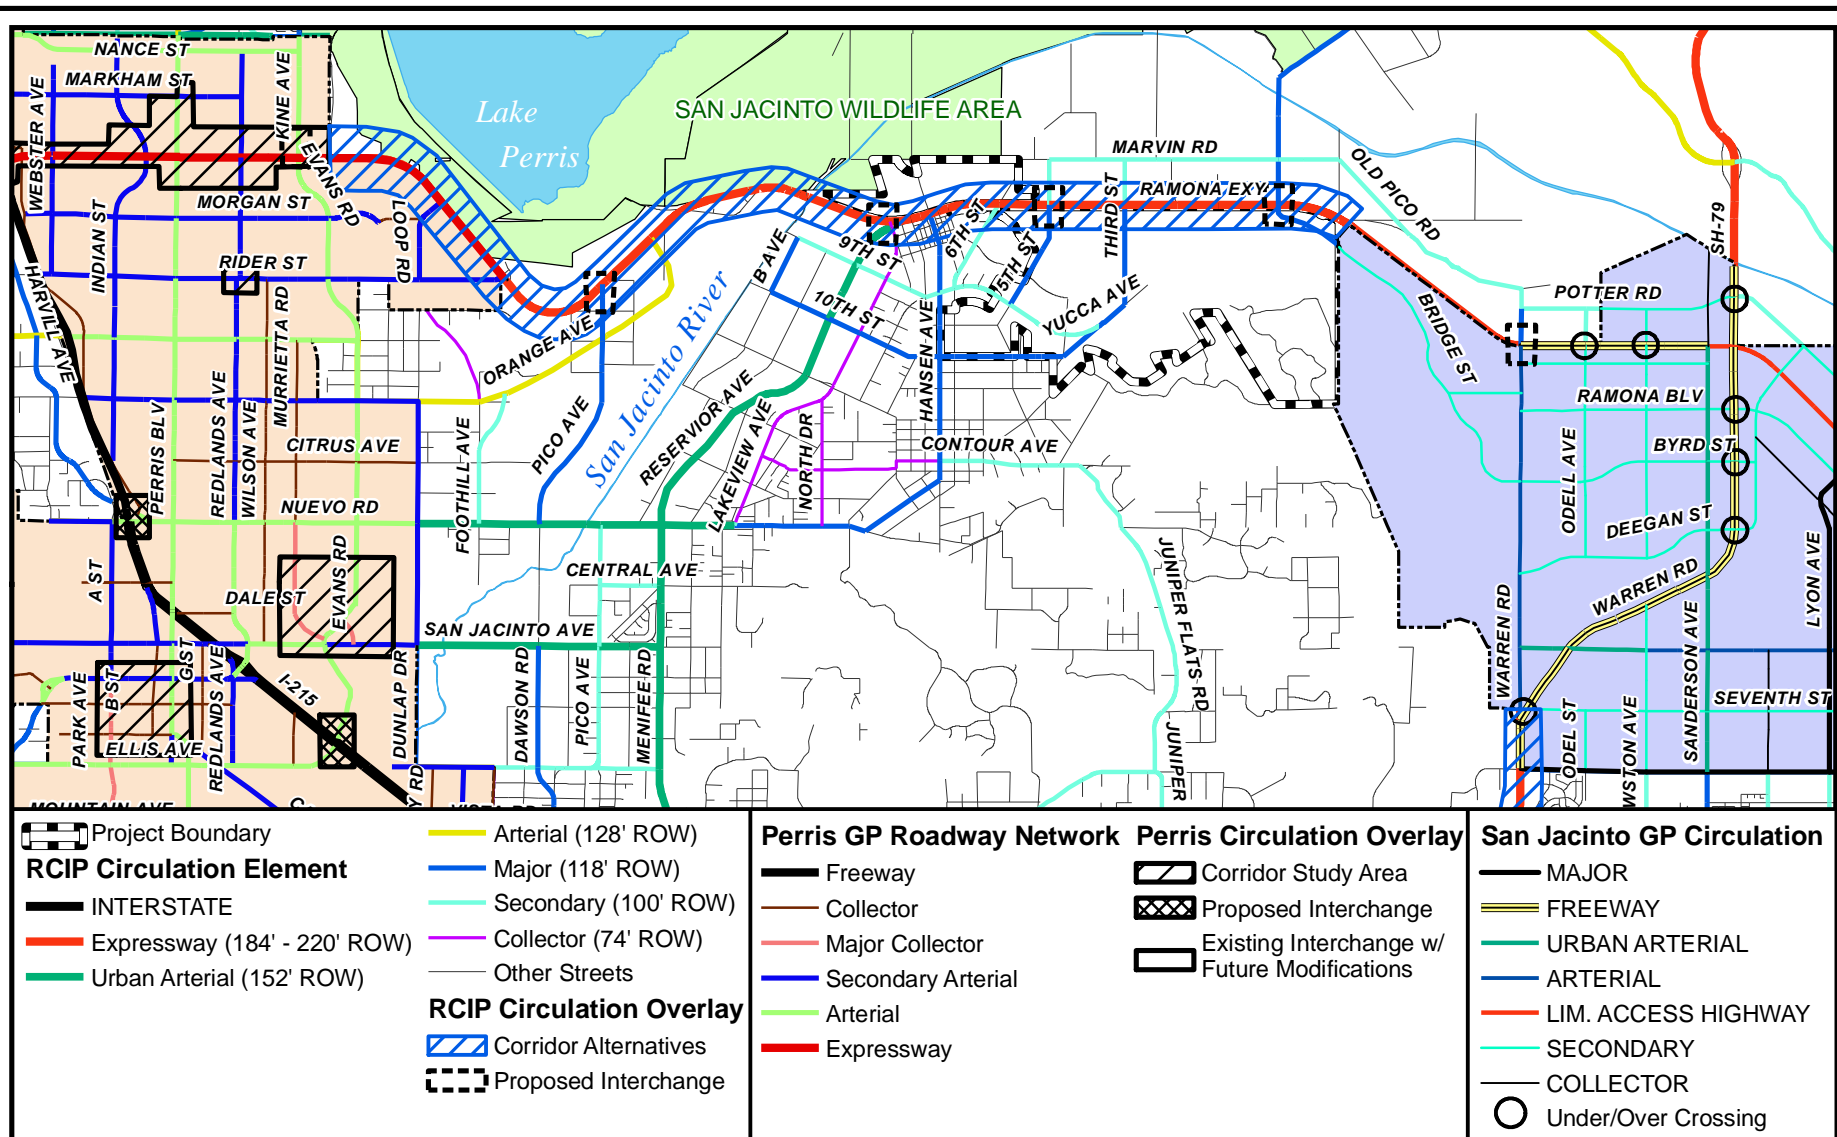 NANCE ST
MARKHAM ST
WEBSTER AVE
KINE AVE
Lake
Perris
SAN JACINTO WILDLIFE AREA
MARVIN RD
OLD PICO RD
SH-79
EVANS RD
MORGAN ST
INDIAN ST
LOOP RD
RAMONA EXY
THIRD ST
6TH ST
5TH ST
9TH ST
B AVE
10TH ST
RIDER ST
HARVILL AVE
MURRIETTA RD
ORANGE AVE
San Jacinto River
HANSEN AVE
YUCCA AVE
BRIDGE ST
POTTER RD
PERRIS BLV
REDLANDS AVE
WILSON AVE
CITRUS AVE
FOOTHILL AVE
PICO AVE
RESERVIOR AVE
LAKEVIEW AVE
NORTH DR
CONTOUR AVE
RAMONA BLV
BYRD ST
ODELL AVE
DEEGAN ST
NUEVO RD
A ST
DALE ST
EVANS RD
CENTRAL AVE
SAN JACINTO AVE
JUNIPER FLATS RD
WARREN RD
WARREN RD
SANDERSON AVE
LYON AVE
G ST
B ST
PARK AVE
REDLANDS AVE
I-215
DUNLAP DR
DAWSON RD
PICO AVE
MENIFEE RD
JUNIPER
SEVENTH ST
ODEL ST
WSTON AVE
ELLIS AVE
Y RD
MOUNTAIN AVE
Project Boundary
RCIP Circulation Element
INTERSTATE
Expressway (184' - 220' ROW)
Urban Arterial (152' ROW)
Arterial (128' ROW)
Major (118' ROW)
Secondary (100' ROW)
Collector (74' ROW)
Other Streets
RCIP Circulation Overlay
Corridor Alternatives
Proposed Interchange
Perris GP Roadway Network
Freeway
Collector
Major Collector
Secondary Arterial
Arterial
Expressway
Perris Circulation Overlay
Corridor Study Area
Proposed Interchange
Existing Interchange w/
Future Modifications
San Jacinto GP Circulation
MAJOR
FREEWAY
URBAN ARTERIAL
ARTERIAL
LIM. ACCESS HIGHWAY
SECONDARY
COLLECTOR
Under/Over Crossing